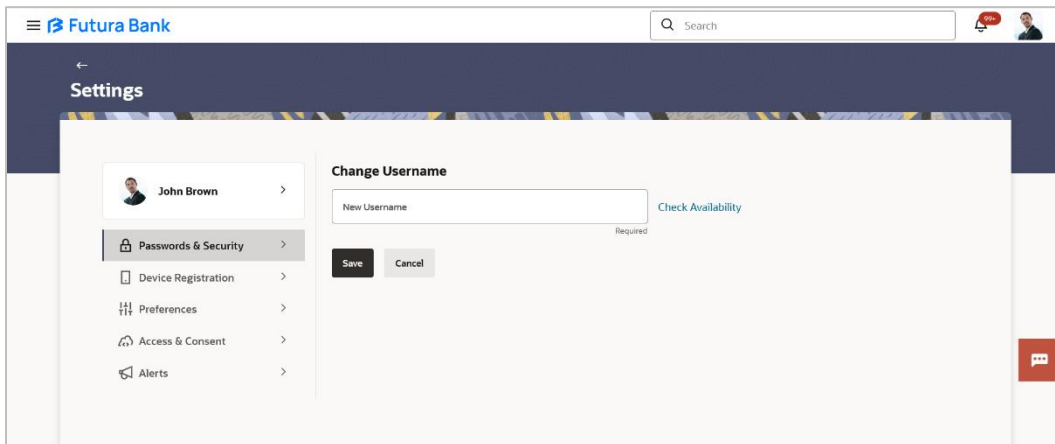 Futura Bank
Search
99+
Settings
John Brown
Passwords & Security
Device Registration
Preferences
Access & Consent
Alerts
Change Username
New Username
Check Availability
Required
Save
Cancel